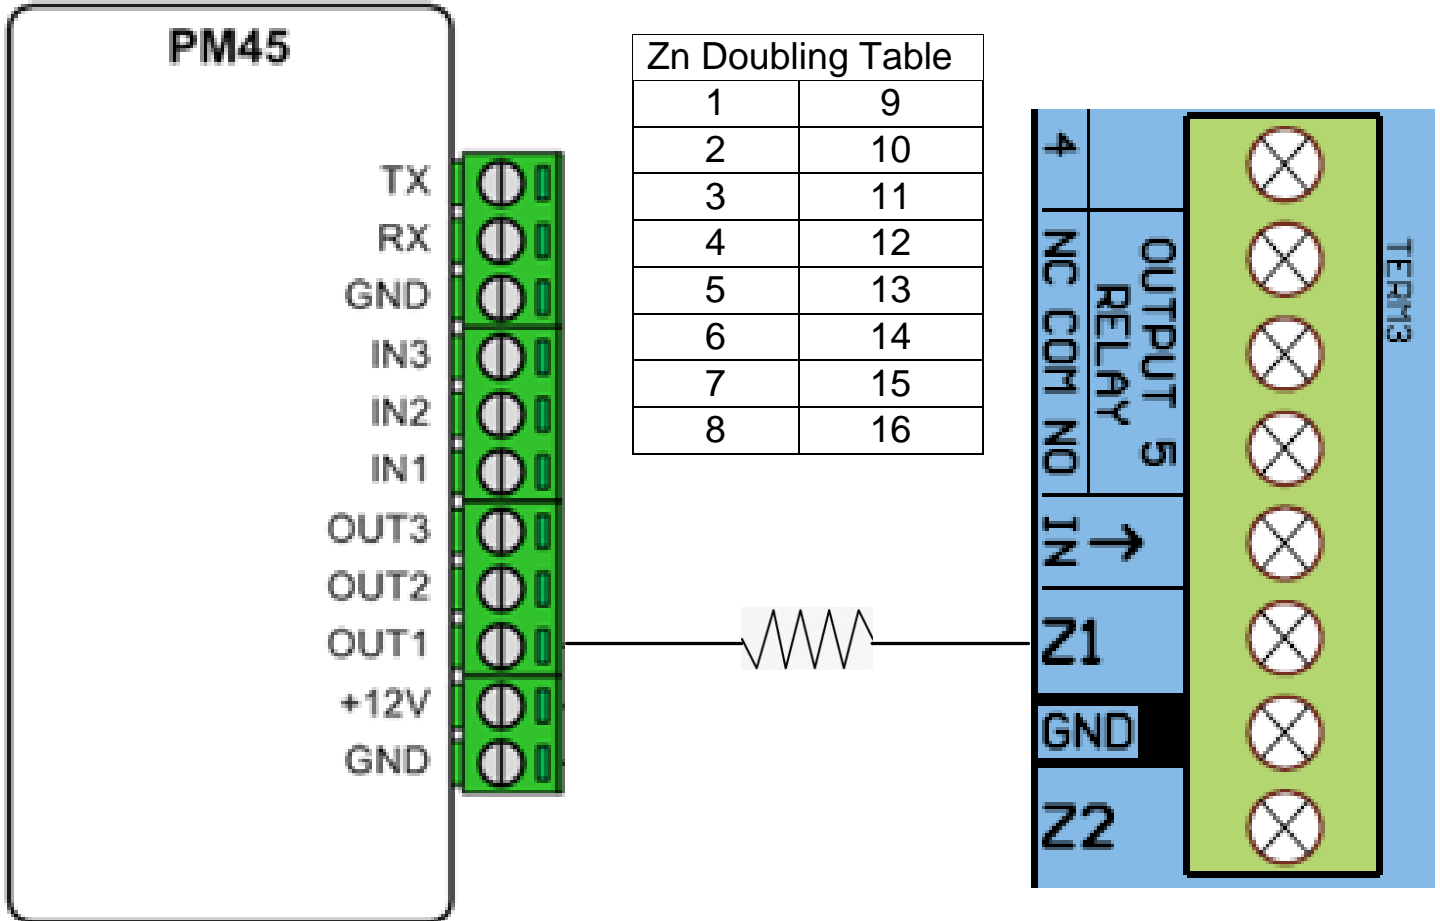 PM45
TX
RX
GND
IN3
IN2
IN1
OUT3
OUT2
OUT1
+12V
GND
Zn Doubling Table
1 9
2 10
3 11
4 12
5 13
6 14
7 15
8 16
4
NC COM NO
OUTPUT 5
RELAY
IN
Z1
GND
Z2
TERM3